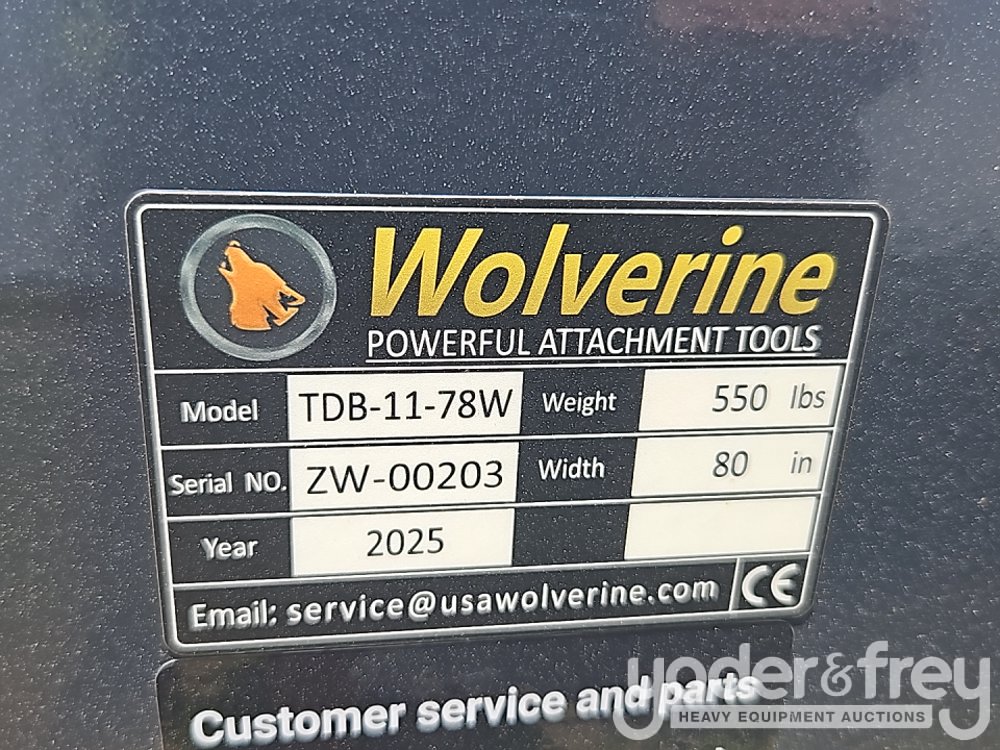 Wolverine
POWERFUL ATTACHMENT TOOLS
Model TDB-11-78W Weight 550 lbs
Serial NO. ZW-00203 Width 80 in
Year 2025
Email: service@usawolverine.com CE
Customer service and parts
yoder&frey
HEAVY EQUIPMENT AUCTIONS